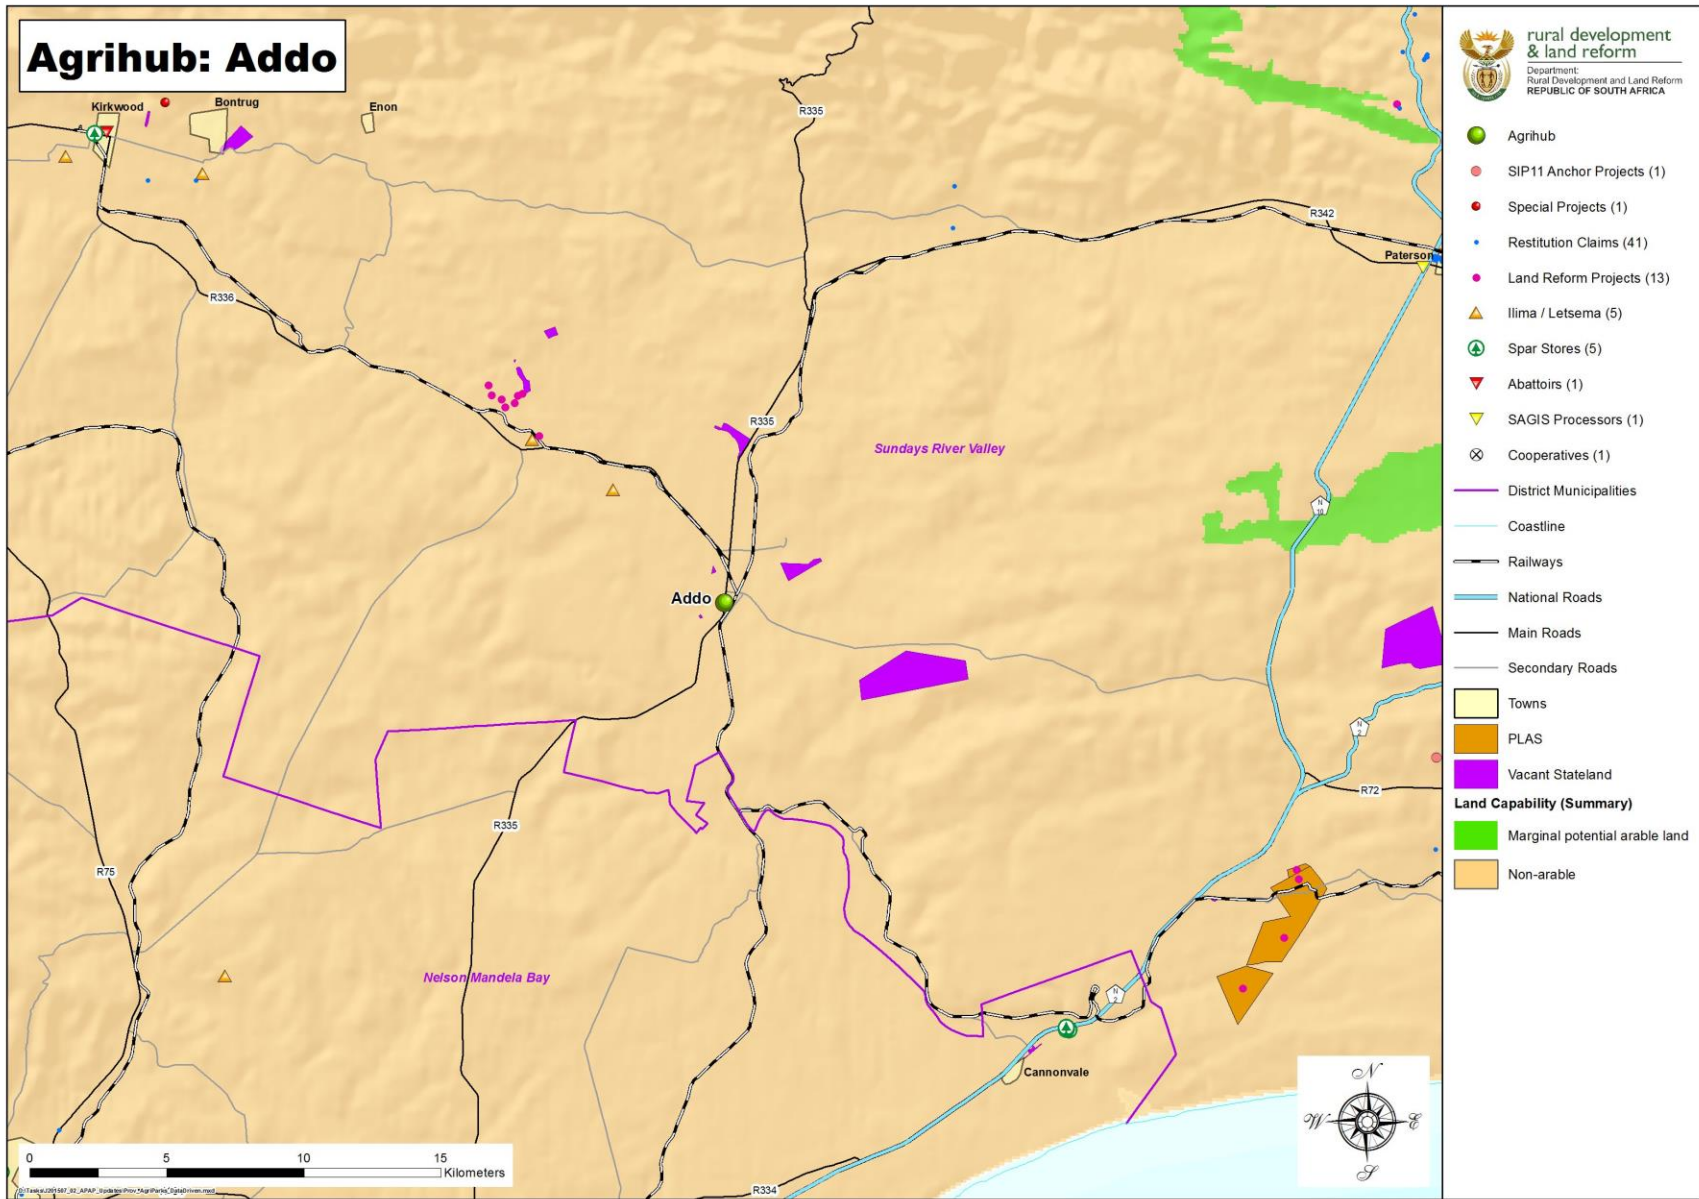 Agrihub: Addo
Kirkwood
Bontrug
Enon
R335
R342
Paterson
R336
R335
Sundays River Valley
N
10
Addo
N
2
R72
R335
R75
Nelson Mandela Bay
N
2
Cannonvale
R334
0 5 10 15
Kilometers
N
W
E
S
rural development
& land reform
Department:
Rural Development and Land Reform
REPUBLIC OF SOUTH AFRICA
Agrihub
SIP11 Anchor Projects (1)
Special Projects (1)
Restitution Claims (41)
Land Reform Projects (13)
Ilima / Letsema (5)
Spar Stores (5)
Abattoirs (1)
SAGIS Processors (1)
Cooperatives (1)
District Municipalities
Coastline
Railways
National Roads
Main Roads
Secondary Roads
Towns
PLAS
Vacant Stateland
Land Capability (Summary)
Marginal potential arable land
Non-arable